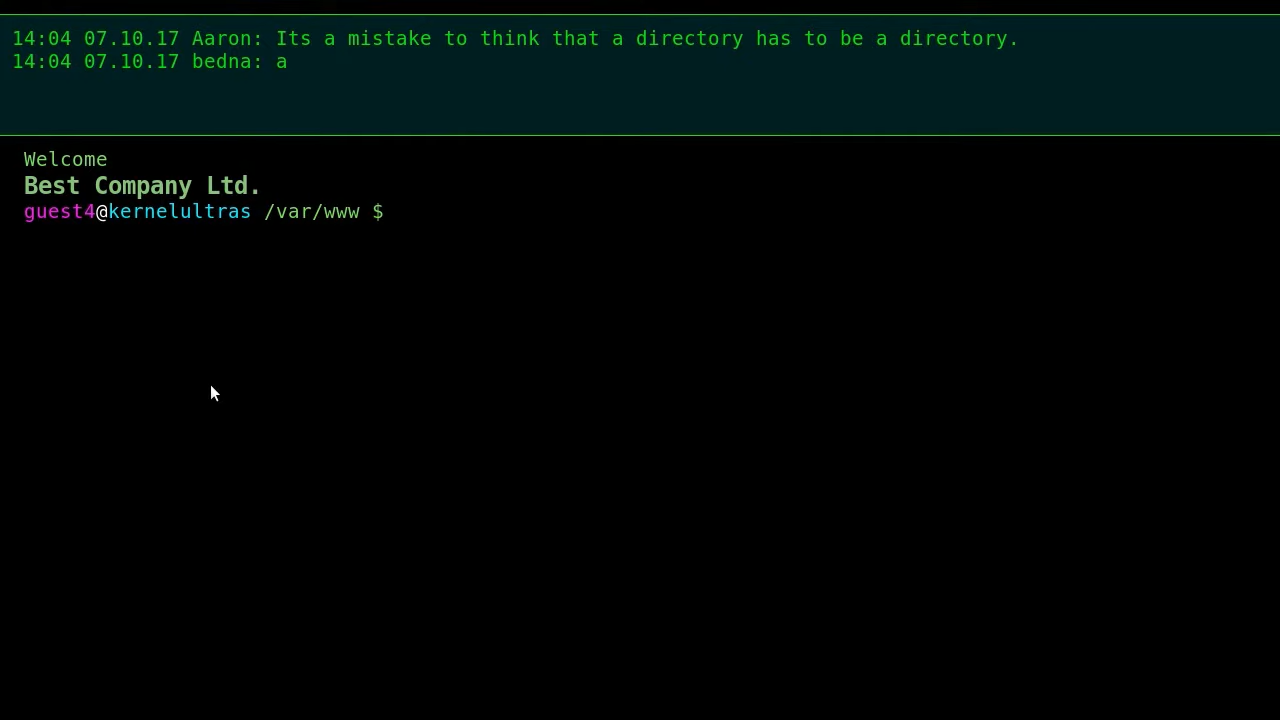 14:04 07.10.17 Aaron: Its a mistake to think that a directory has to be a directory.
14:04 07.10.17 bedna: a
Welcome
Best Company Ltd.
guest4@kernelultras /var/www $